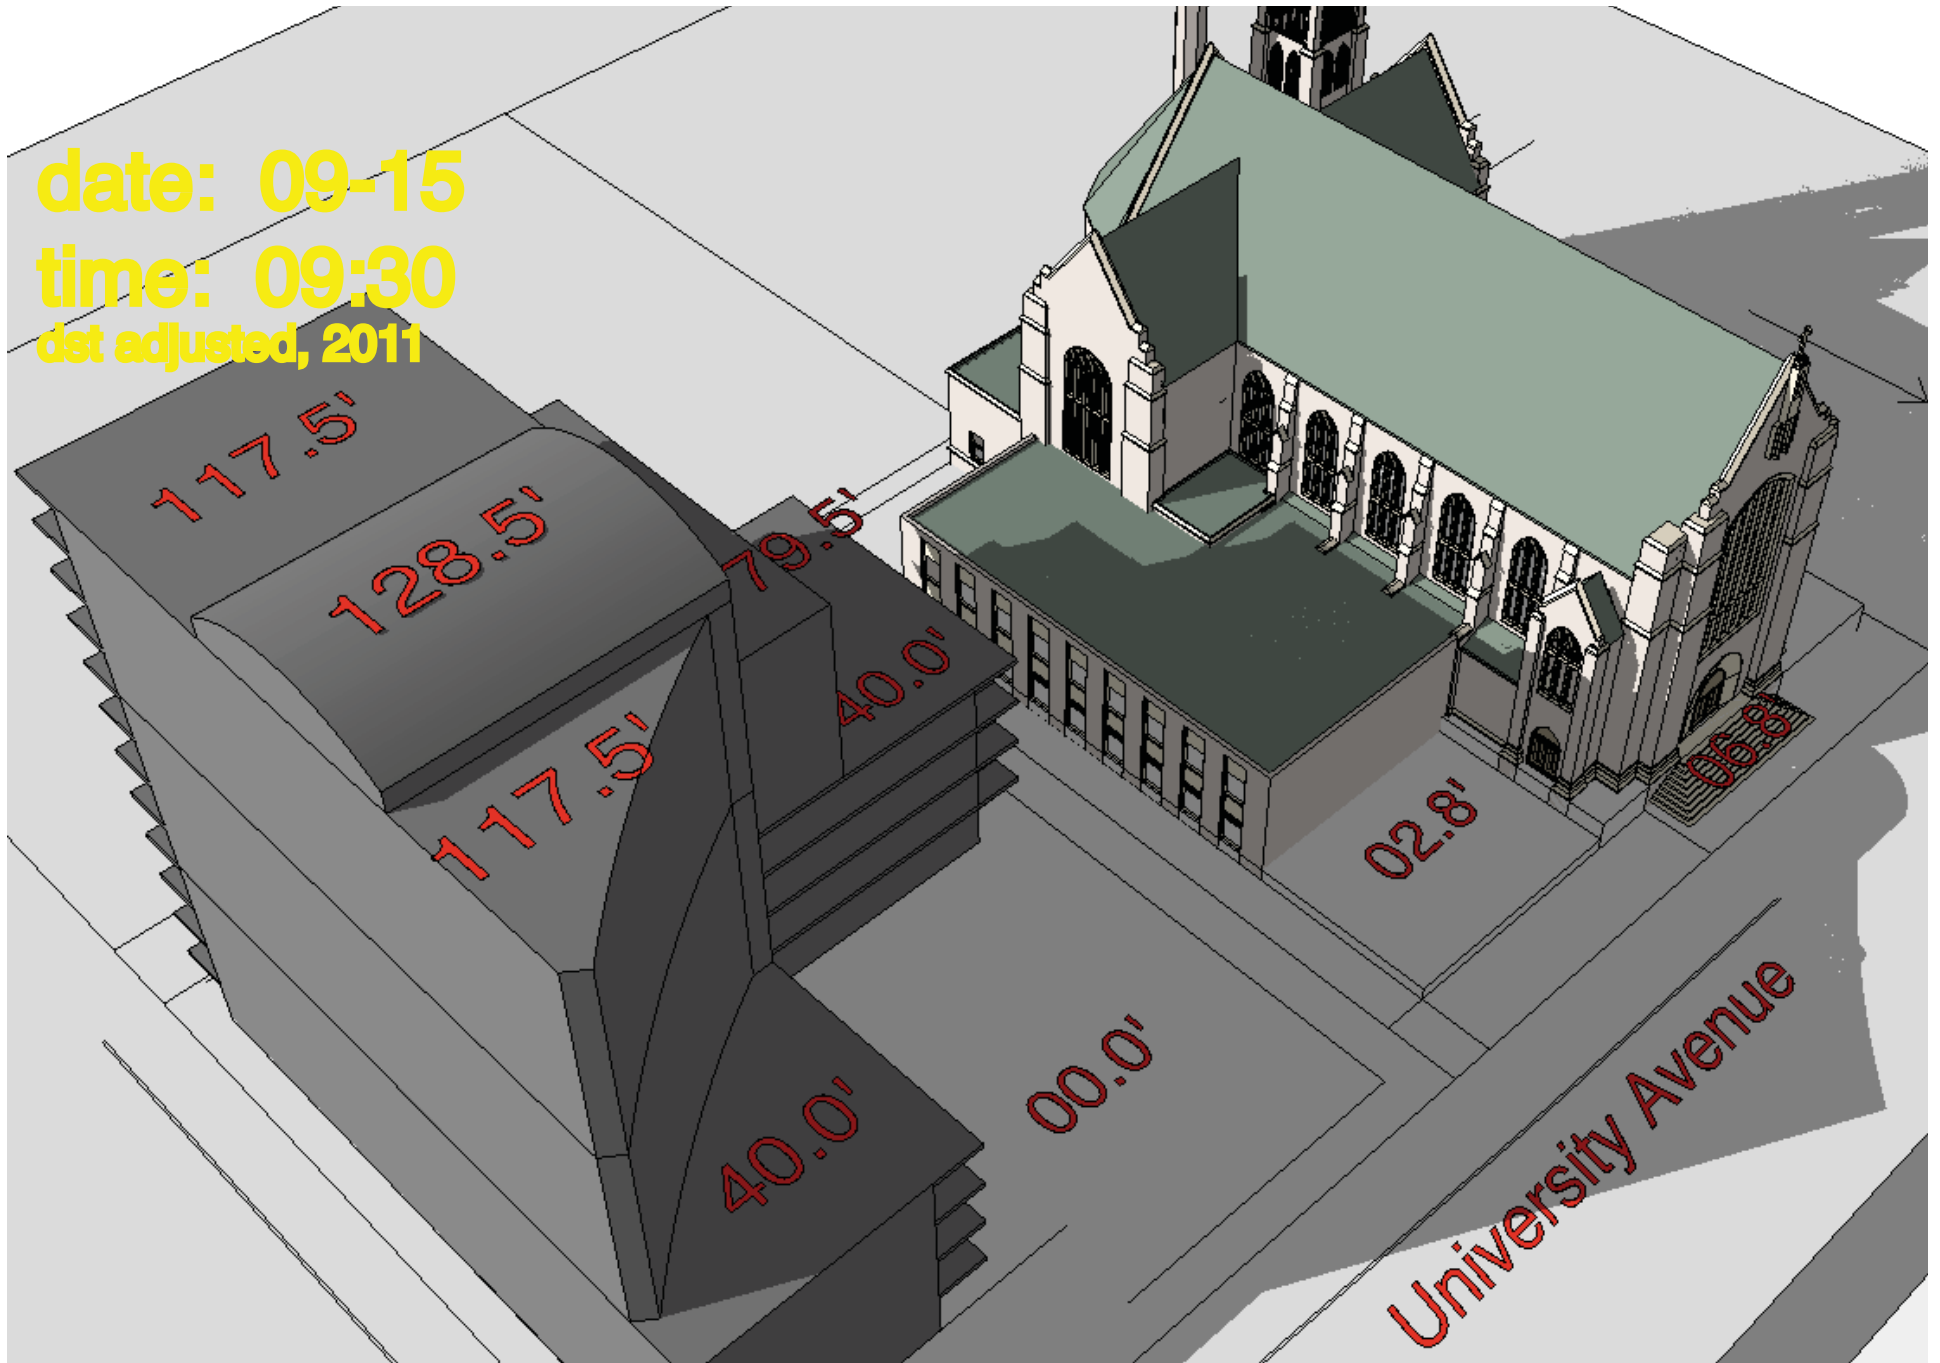 date: 09-15
time: 09:30
dst adjusted, 2011
117.5'
128.5'
79.5'
40.0'
117.5'
06.8'
02.8'
00.0'
40.0'
University Avenue